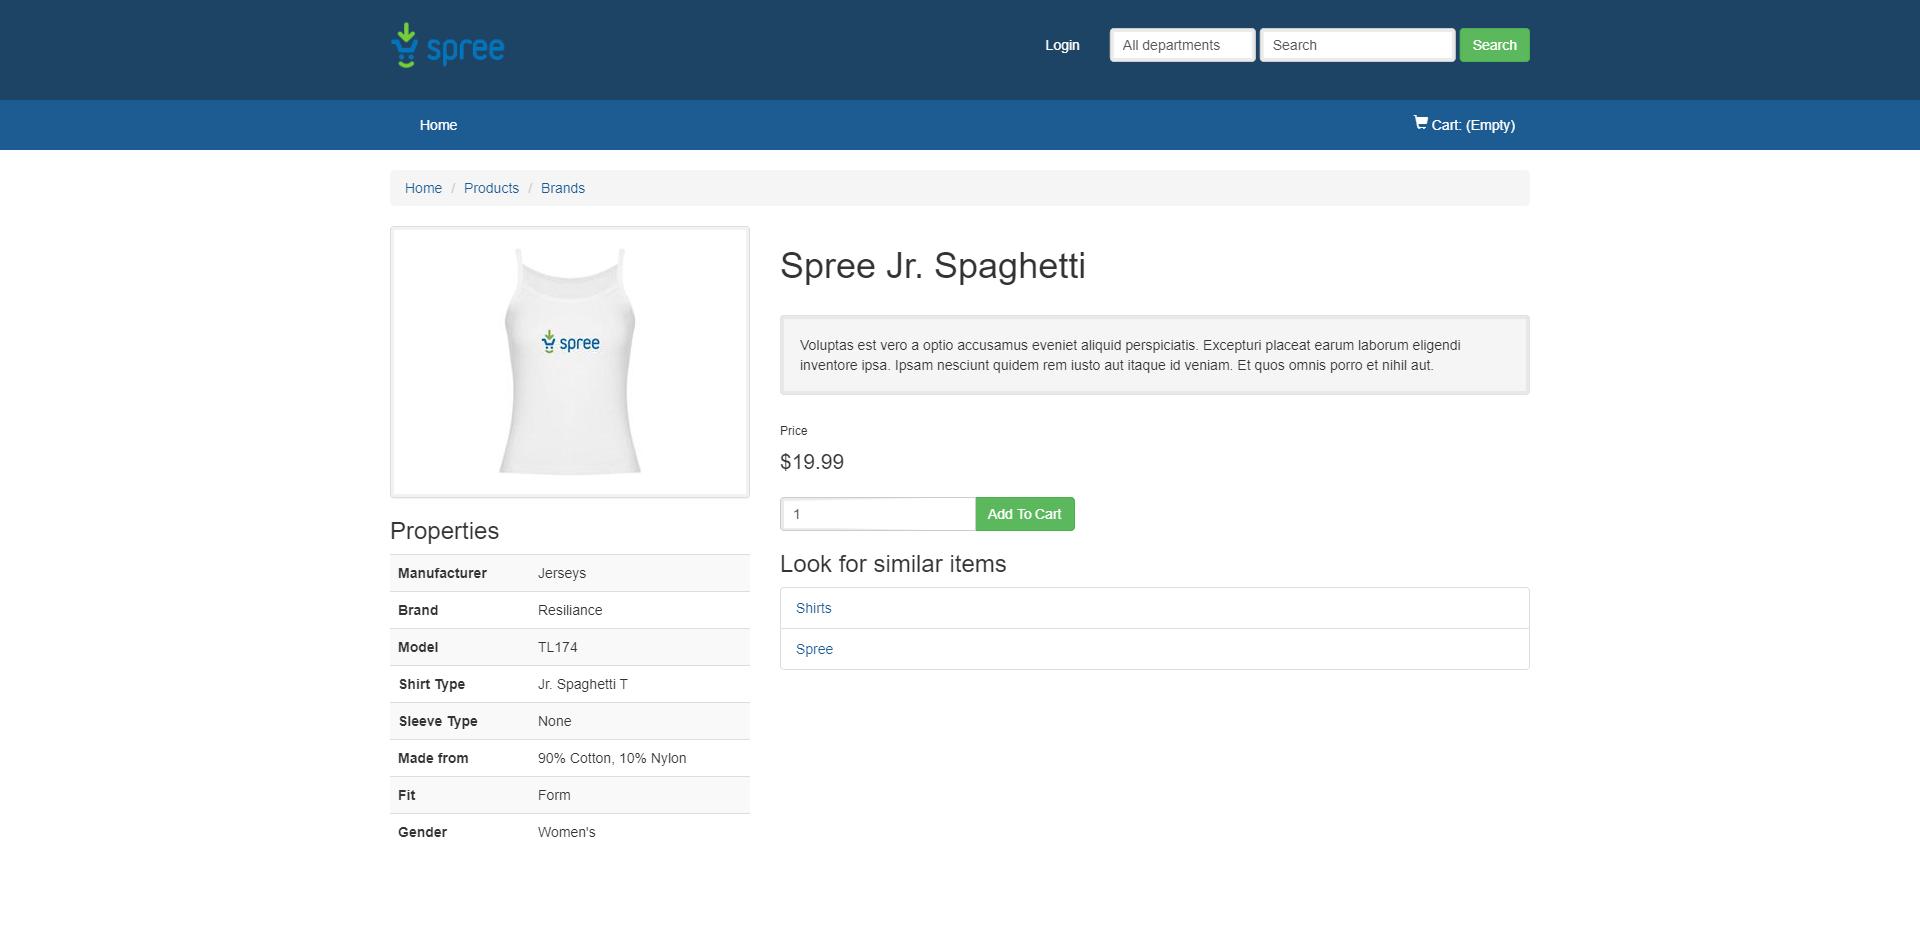 spree
Login
All departments
Search
Search
Home
Cart: (Empty)
Home / Products / Brands
spree
Spree Jr. Spaghetti
Voluptas est vero a optio accusamus eveniet aliquid perspiciatis. Excepturi placeat earum laborum eligendi
inventore ipsa. Ipsam nesciunt quidem rem iusto aut itaque id veniam. Et quos omnis porro et nihil aut.
Price
$19.99
1
Add To Cart
Look for similar items
Shirts
Spree
Properties
Manufacturer Jerseys
Brand Resiliance
Model TL174
Shirt Type Jr. Spaghetti T
Sleeve Type None
Made from 90% Cotton, 10% Nylon
Fit Form
Gender Women's